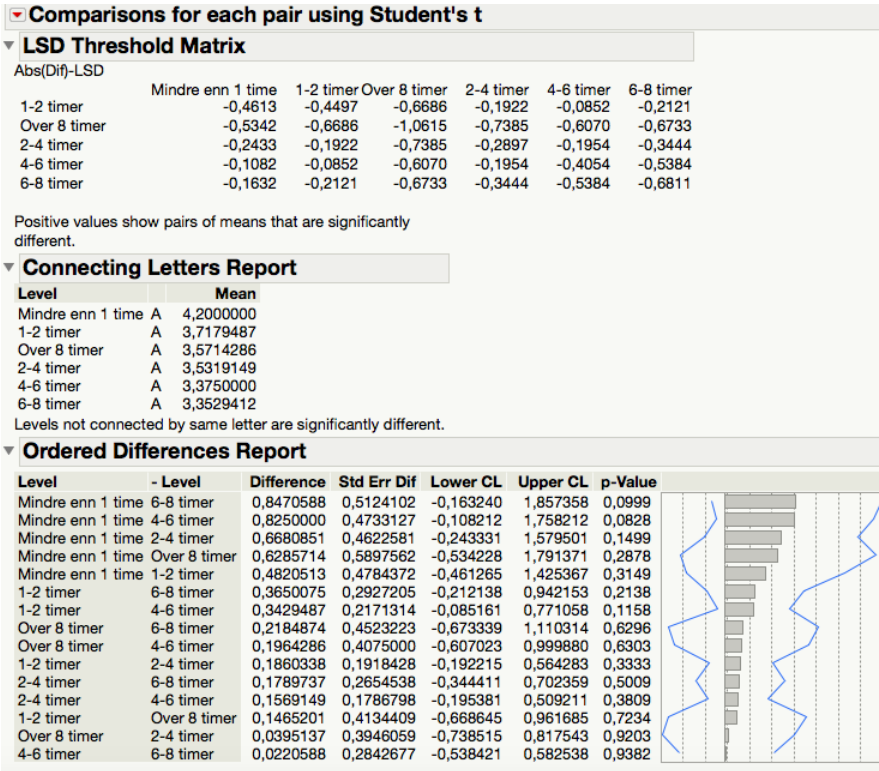 Comparisons for each pair using Student's t
LSD Threshold Matrix
Abs(Dif)-LSD
Mindre enn 1 time 1-2 timer Over 8 timer 2-4 timer 4-6 timer 6-8 timer
1-2 timer -0,4613 -0,4497 -0,6686 -0,1922 -0,0852 -0,2121
Over 8 timer -0,5342 -0,6686 -1,0615 -0,7385 -0,6070 -0,6733
2-4 timer -0,2433 -0,1922 -0,7385 -0,2897 -0,1954 -0,3444
4-6 timer -0,1082 -0,0852 -0,6070 -0,1954 -0,4054 -0,5384
6-8 timer -0,1632 -0,2121 -0,6733 -0,3444 -0,5384 -0,6811
Positive values show pairs of means that are significantly
different.
Connecting Letters Report
Level Mean
Mindre enn 1 time A 4,2000000
1-2 timer A 3,7179487
Over 8 timer A 3,5714286
2-4 timer A 3,5319149
4-6 timer A 3,3750000
6-8 timer A 3,3529412
Levels not connected by same letter are significantly different.
Ordered Differences Report
Level - Level Difference Std Err Dif Lower CL Upper CL p-Value
Mindre enn 1 time 6-8 timer 0,8470588 0,5124102 -0,163240 1,857358 0,0999
Mindre enn 1 time 4-6 timer 0,8250000 0,4733127 -0,108212 1,758212 0,0828
Mindre enn 1 time 2-4 timer 0,6680851 0,4622581 -0,243331 1,579501 0,1499
Mindre enn 1 time Over 8 timer 0,6285714 0,5897562 -0,534228 1,791371 0,2878
Mindre enn 1 time 1-2 timer 0,4820513 0,4784372 -0,461265 1,425367 0,3149
1-2 timer 6-8 timer 0,3650075 0,2927205 -0,212138 0,942153 0,2138
1-2 timer 4-6 timer 0,3429487 0,2171314 -0,085161 0,771058 0,1158
Over 8 timer 6-8 timer 0,2184874 0,4523223 -0,673339 1,110314 0,6296
Over 8 timer 4-6 timer 0,1964286 0,4075000 -0,607023 0,999880 0,6303
1-2 timer 2-4 timer 0,1860338 0,1918428 -0,192215 0,564283 0,3333
2-4 timer 6-8 timer 0,1789737 0,2654538 -0,344411 0,702359 0,5009
2-4 timer 4-6 timer 0,1569149 0,1786798 -0,195381 0,509211 0,3809
1-2 timer Over 8 timer 0,1465201 0,4134409 -0,668645 0,961685 0,7234
Over 8 timer 2-4 timer 0,0395137 0,3946059 -0,738515 0,817543 0,9203
4-6 timer 6-8 timer 0,0220588 0,2842677 -0,538421 0,582538 0,9382